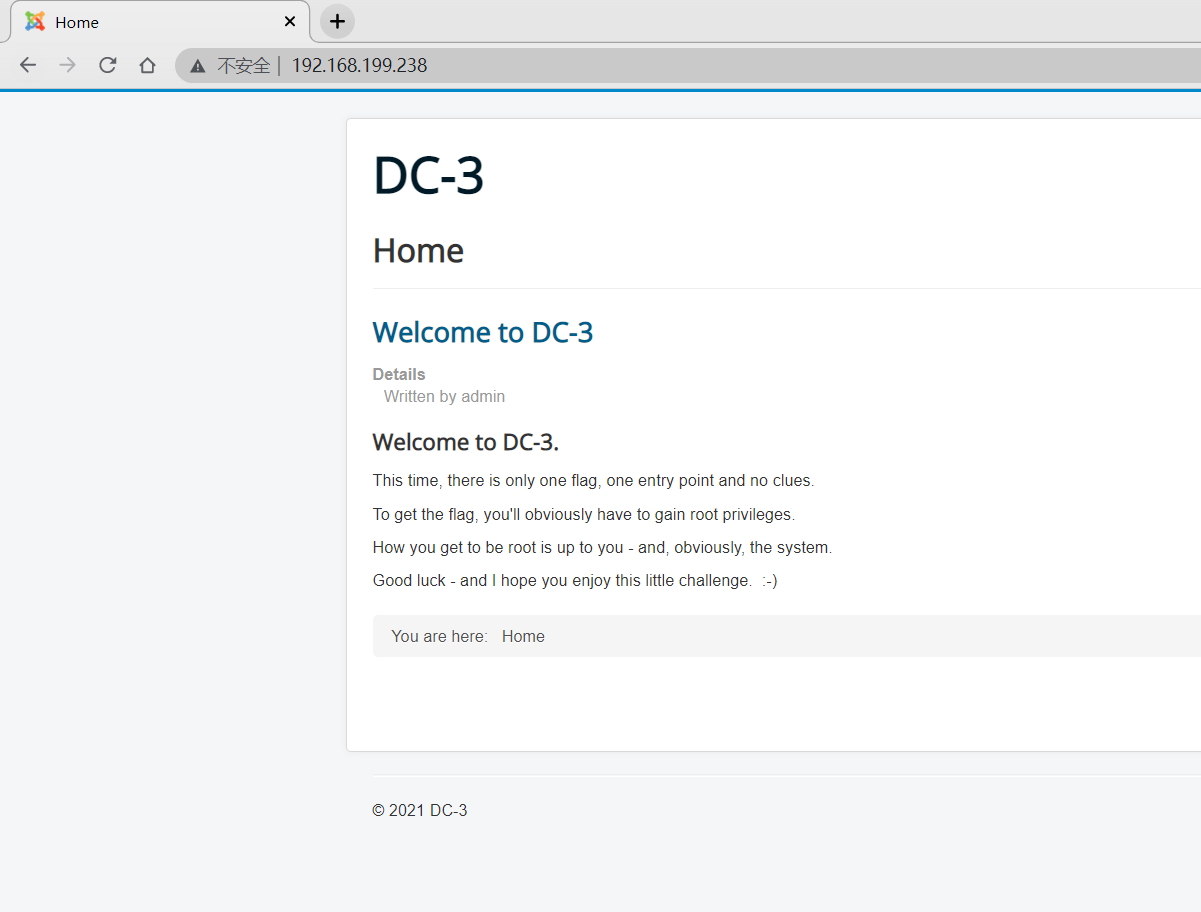 Home
不安全 | 192.168.199.238
DC-3
Home
Welcome to DC-3
Details
Written by admin
Welcome to DC-3.
This time, there is only one flag, one entry point and no clues.
To get the flag, you'll obviously have to gain root privileges.
How you get to be root is up to you - and, obviously, the system.
Good luck - and I hope you enjoy this little challenge.  :-)
You are here:   Home
© 2021 DC-3